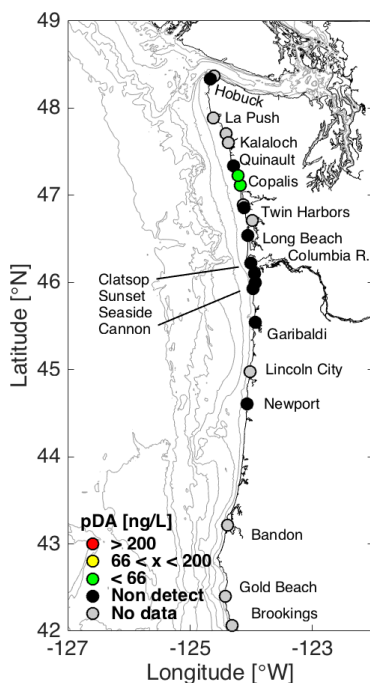 49
48
47
46
45
44
43
42
Latitude [°N]
Hobuck
La Push
Kalaloch
Quinault
Copalis
Twin Harbors
Long Beach
Columbia R.
Clatsop
Sunset
Seaside
Cannon
Garibaldi
Lincoln City
Newport
Bandon
Gold Beach
Brookings
pDA [ng/L]
> 200
66 < x < 200
< 66
Non detect
No data
-127 -125 -123
Longitude [°W]